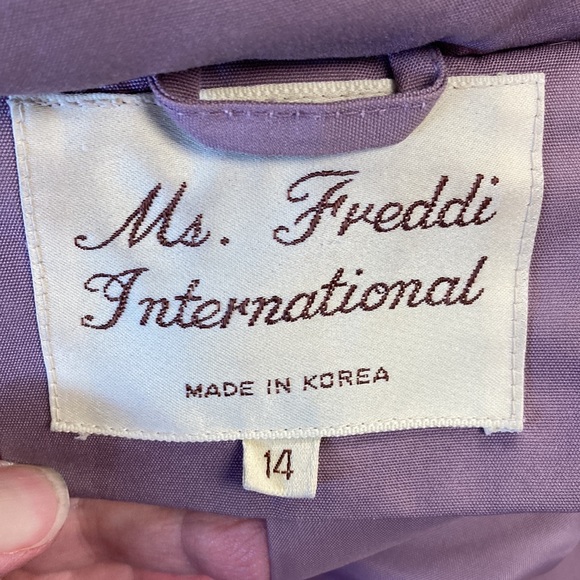 Ms. Freddi
International
MADE IN KOREA
14